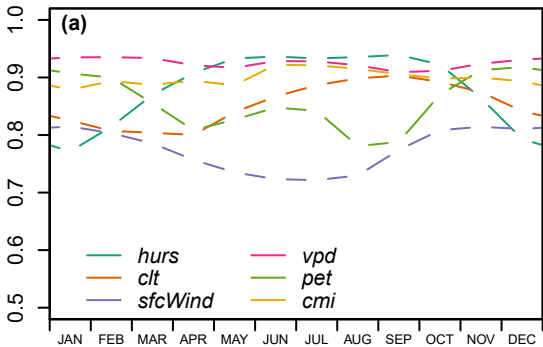 (a)
1.0
0.9
0.8
0.7
0.6
0.5
hurs vpd
clt pet
sfcWind cmi
JAN FEB MAR APR MAY JUN JUL AUG SEP OCT NOV DEC